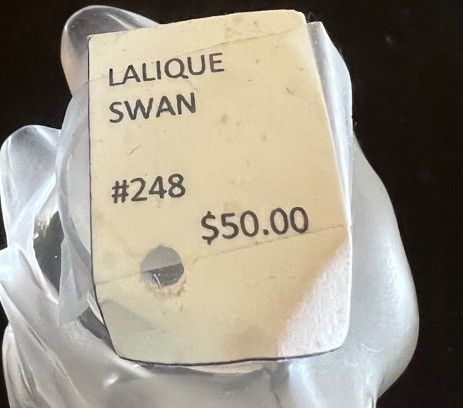 LALIQUE
SWAN
#248
$50.00